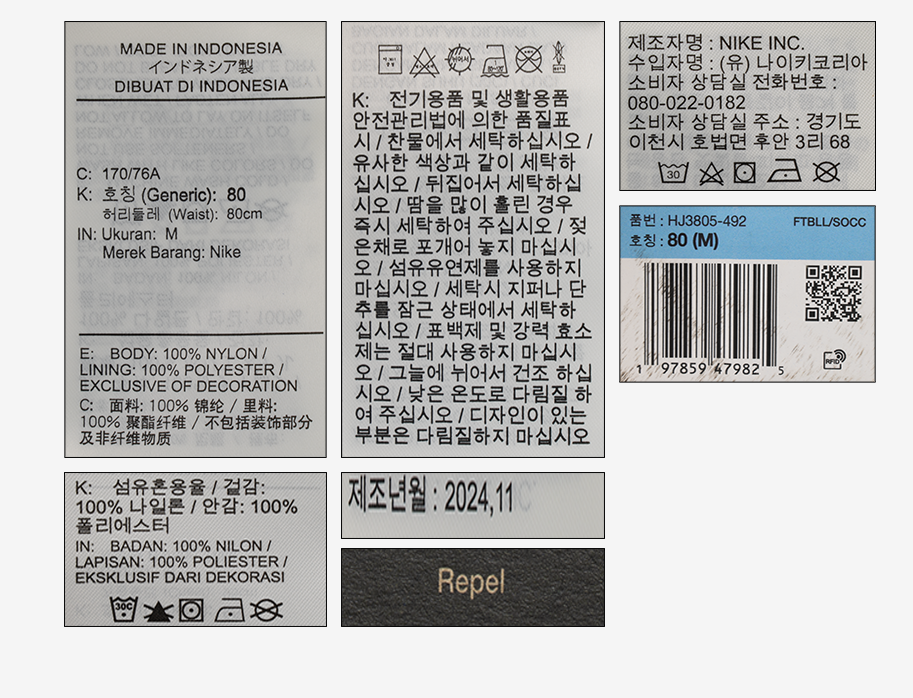 MADE IN INDONESIA
インドネシア製
DIBUAT DI INDONESIA
C: 170/76A
K: 호칭 (Generic): 80
허리둘레 (Waist): 80cm
IN: Ukuran: M
Merek Barang: Nike
E: BODY: 100% NYLON /
LINING: 100% POLYESTER /
EXCLUSIVE OF DECORATION
C: 面料: 100% 锦纶 / 里料:
100% 聚酯纤维 / 不包括装饰部分
及非纤维物质
K: 섬유혼용율 / 겉감:
100% 나일론 / 안감: 100%
폴리에스터
IN: BADAN: 100% NILON /
LAPISAN: 100% POLIESTER /
EKSKLUSIF DARI DEKORASI
30C
K: 전기용품 및 생활용품
안전관리법에 의한 품질표
시 / 찬물에서 세탁하십시오 /
유사한 색상과 같이 세탁하
십시오 / 뒤집어서 세탁하십
시오 / 땀을 많이 흘린 경우
즉시 세탁하여 주십시오 / 젖
은채로 포개어 놓지 마십시
오 / 섬유유연제를 사용하지
마십시오 / 세탁시 지퍼나 단
추를 잠근 상태에서 세탁하
십시오 / 표백제 및 강력 효소
제는 절대 사용하지 마십시
오 / 그늘에 뉘어서 건조 하십
시오 / 낮은 온도로 다림질 하
여 주십시오 / 디자인이 있는
부분은 다림질하지 마십시오
제조년월 : 2024,11
Repel
제조자명 : NIKE INC.
수입자명 : (유) 나이키코리아
소비자 상담실 전화번호 :
080-022-0182
소비자 상담실 주소 : 경기도
이천시 호법면 후안 3리 68
30
품번 : HJ3805-492 FTBLL/SOCC
호칭 : 80 (M)
1 97859 47982 5
RFID